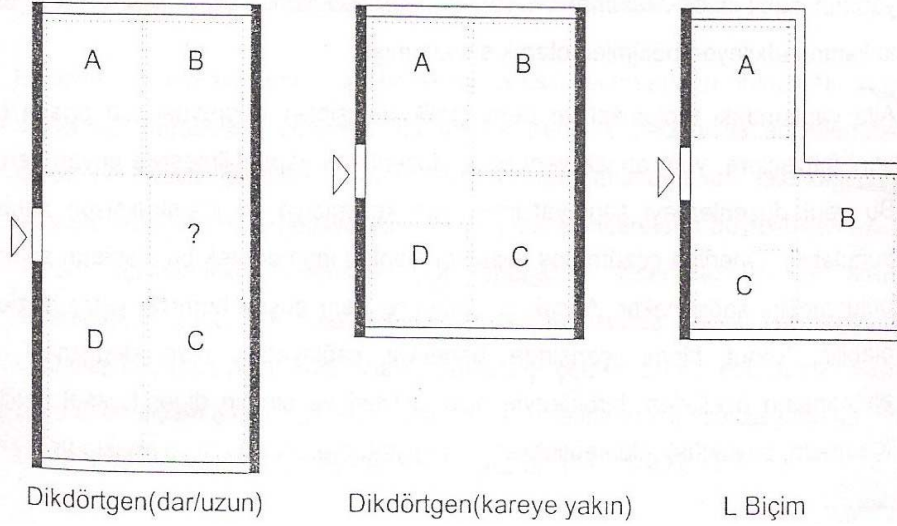 A B A B A
?
B
D C D C C
Dikdörtgen(dar/uzun) Dikdörtgen(kareye yakın) L Biçim